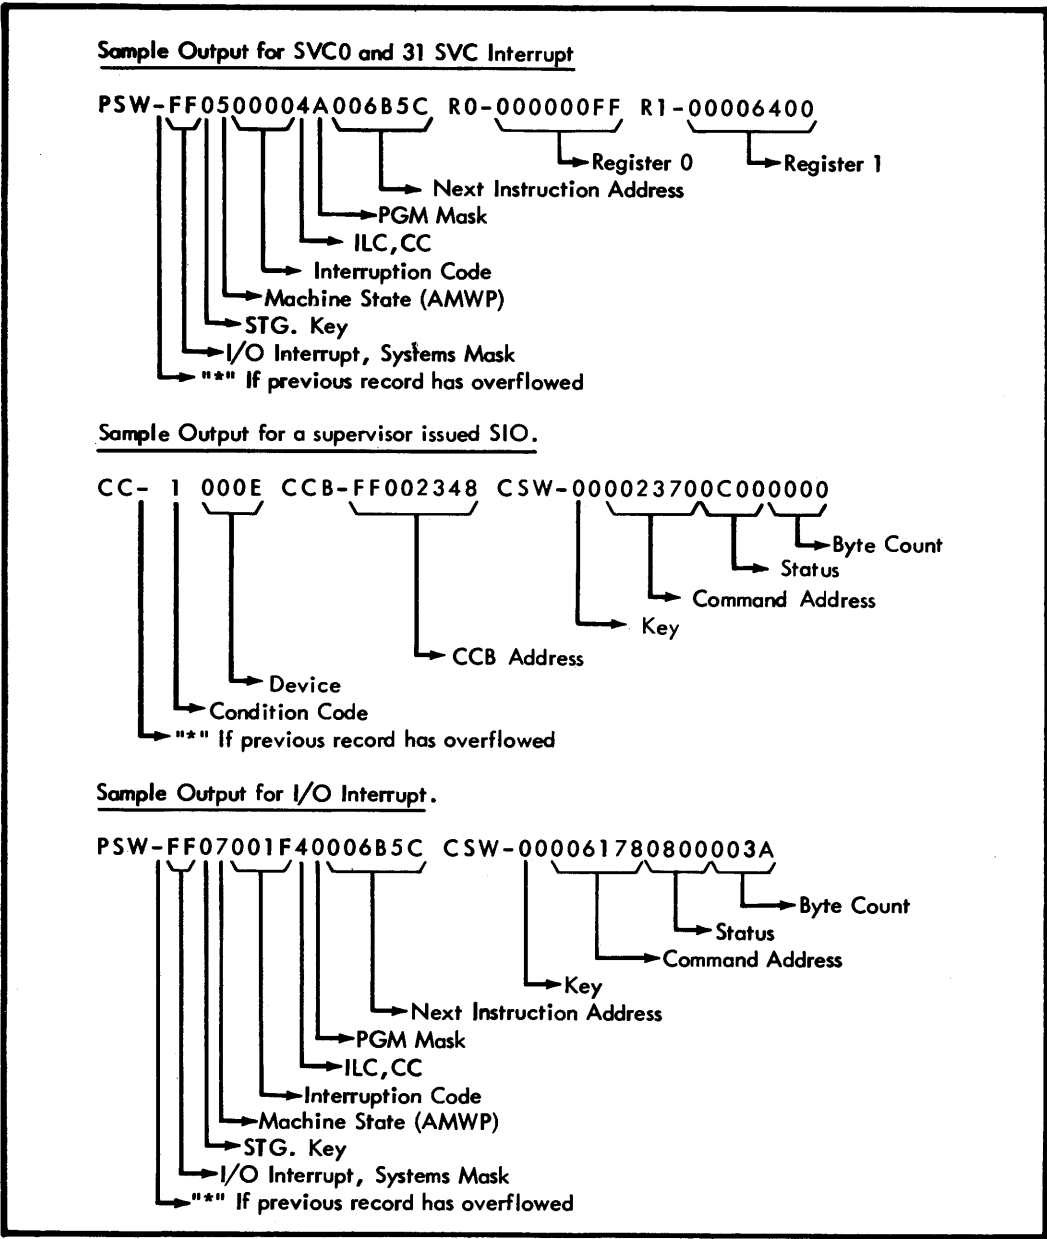 Sample Output for SVC0 and 31 SVC Interrupt
PSW-FF0500004A006B5C R0-000000FF R1-00006400
Register 0
Register 1
Next Instruction Address
PGM Mask
ILC,CC
Interruption Code
Machine State (AMWP)
STG. Key
I/O Interrupt, Systems Mask
"*" If previous record has overflowed
Sample Output for a supervisor issued SIO.
CC- 1 000E CCB-FF002348 CSW-000023700C000000
Byte Count
Status
Command Address
Key
CCB Address
Device
Condition Code
"*" If previous record has overflowed
Sample Output for I/O Interrupt.
PSW-FF07001F40006B5C CSW-000061780800003A
Byte Count
Status
Command Address
Key
Next Instruction Address
PGM Mask
ILC,CC
Interruption Code
Machine State (AMWP)
STG. Key
I/O Interrupt, Systems Mask
"*" If previous record has overflowed